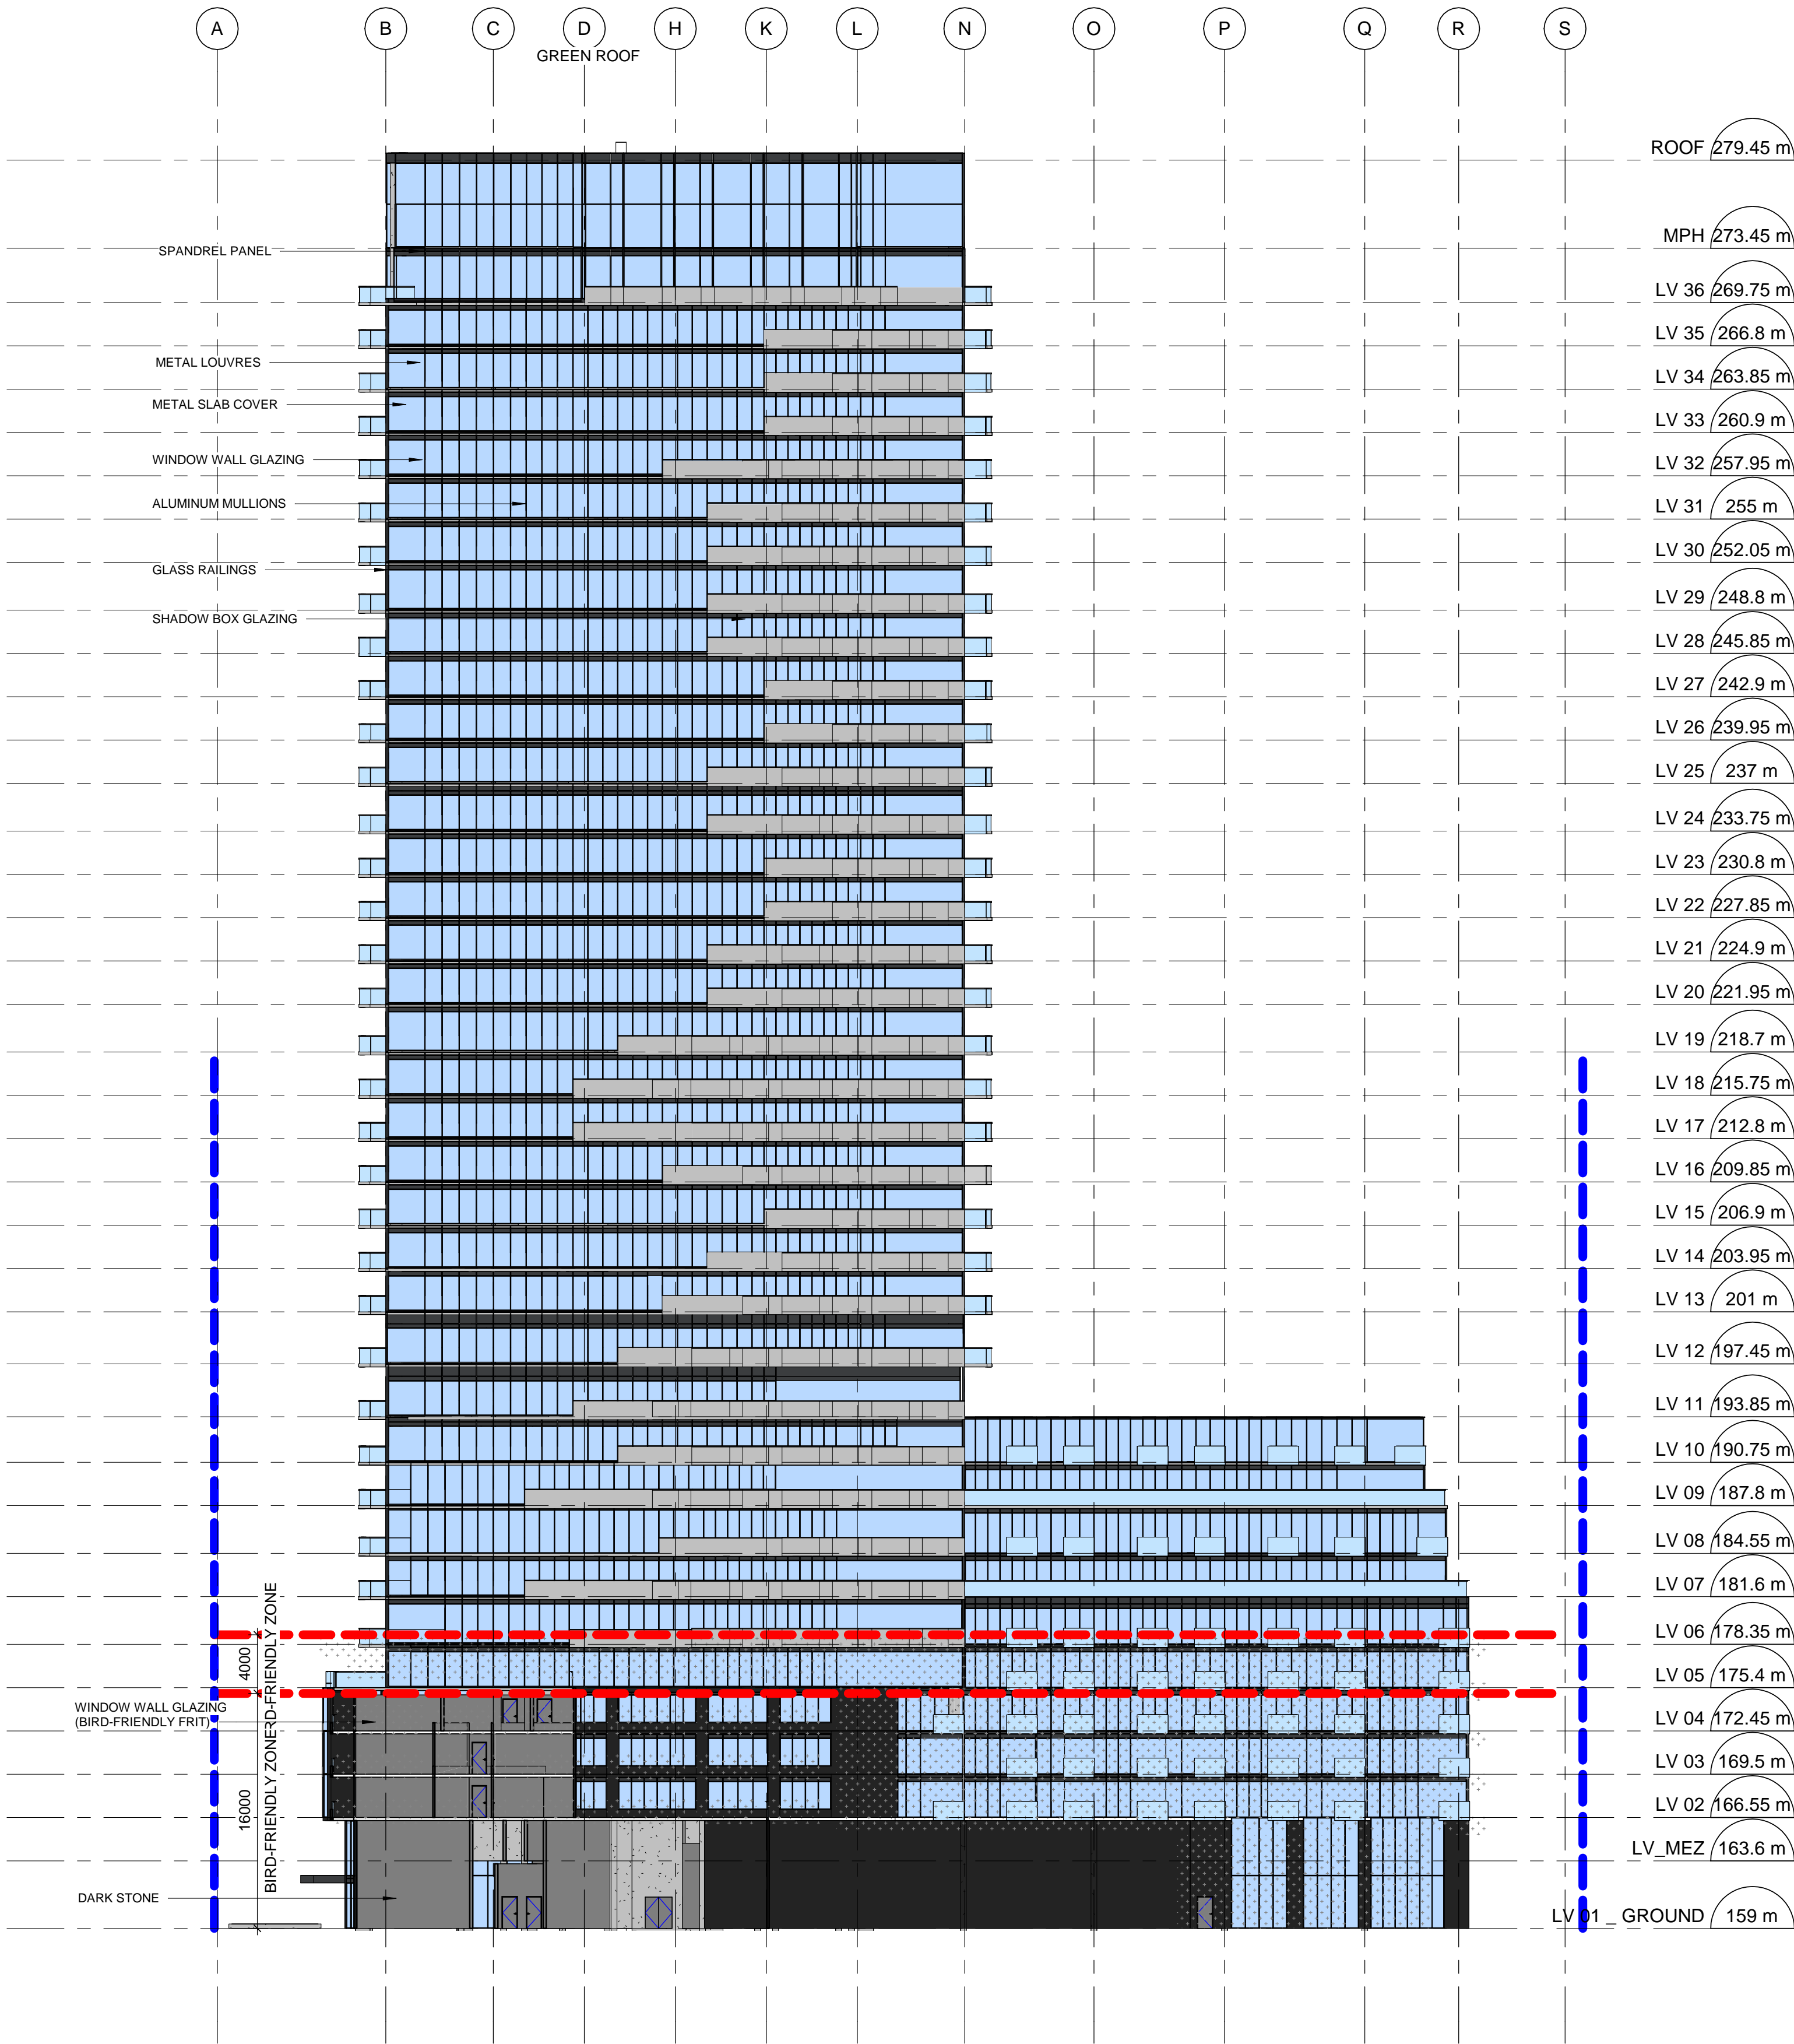 A B C D H K L N O P Q R S
GREEN ROOF
ROOF 279.45 m
MPH 273.45 m
SPANDREL PANEL
LV 36 269.75 m
LV 35 266.8 m
METAL LOUVRES
LV 34 263.85 m
METAL SLAB COVER
LV 33 260.9 m
WINDOW WALL GLAZING
LV 32 257.95 m
ALUMINUM MULLIONS
LV 31 255 m
LV 30 252.05 m
GLASS RAILINGS
LV 29 248.8 m
SHADOW BOX GLAZING
LV 28 245.85 m
LV 27 242.9 m
LV 26 239.95 m
LV 25 237 m
LV 24 233.75 m
LV 23 230.8 m
LV 22 227.85 m
LV 21 224.9 m
LV 20 221.95 m
LV 19 218.7 m
LV 18 215.75 m
LV 17 212.8 m
LV 16 209.85 m
LV 15 206.9 m
LV 14 203.95 m
LV 13 201 m
LV 12 197.45 m
LV 11 193.85 m
LV 10 190.75 m
LV 09 187.8 m
LV 08 184.55 m
LV 07 181.6 m
LV 06 178.35 m
4000
LV 05 175.4 m
BIRD-FRIENDLY ZONERD-FRIENDLY ZONE
WINDOW WALL GLAZING
(BIRD-FRIENDLY FRIT)
LV 04 172.45 m
LV 03 169.5 m
16000
LV 02 166.55 m
LV_MEZ 163.6 m
DARK STONE
LV 01 _ GROUND 159 m